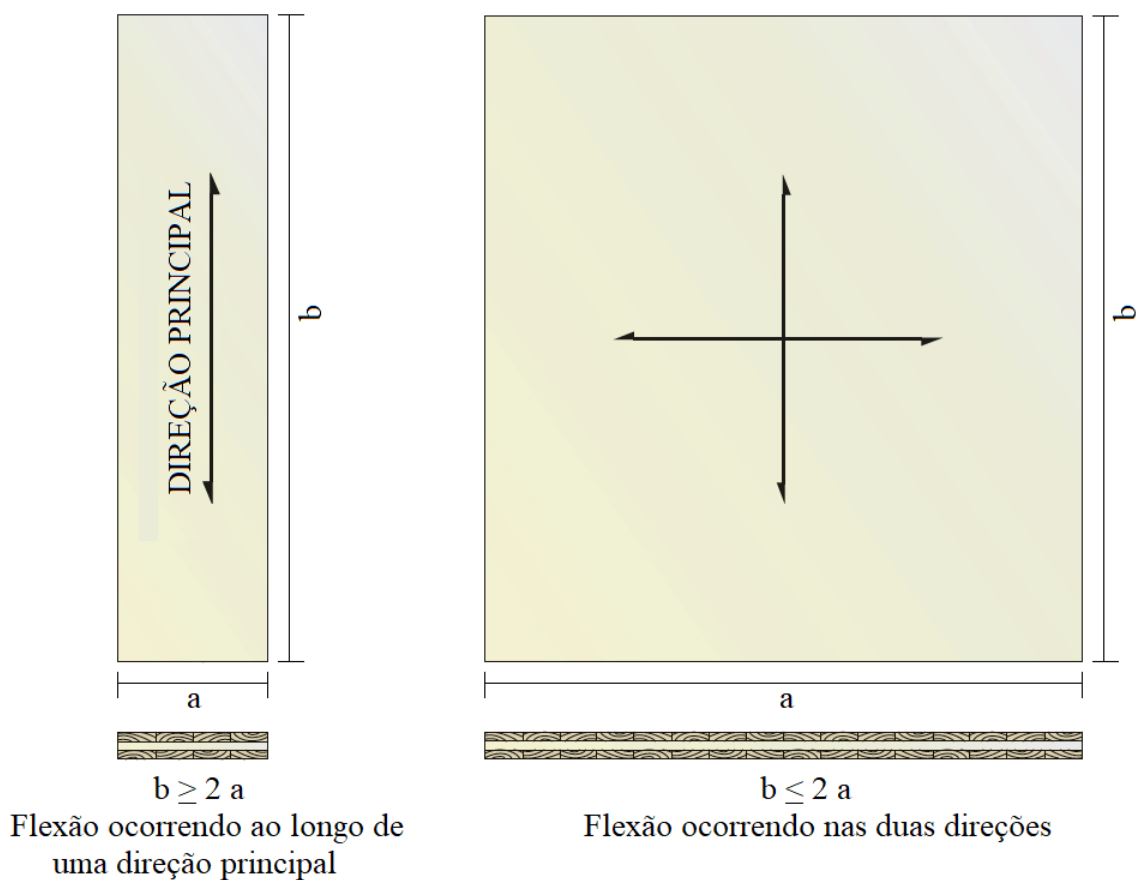 DIREÇÃO PRINCIPAL
b
a
b ≥ 2 a
Flexão ocorrendo ao longo de
uma direção principal
b
a
b ≤ 2 a
Flexão ocorrendo nas duas direções